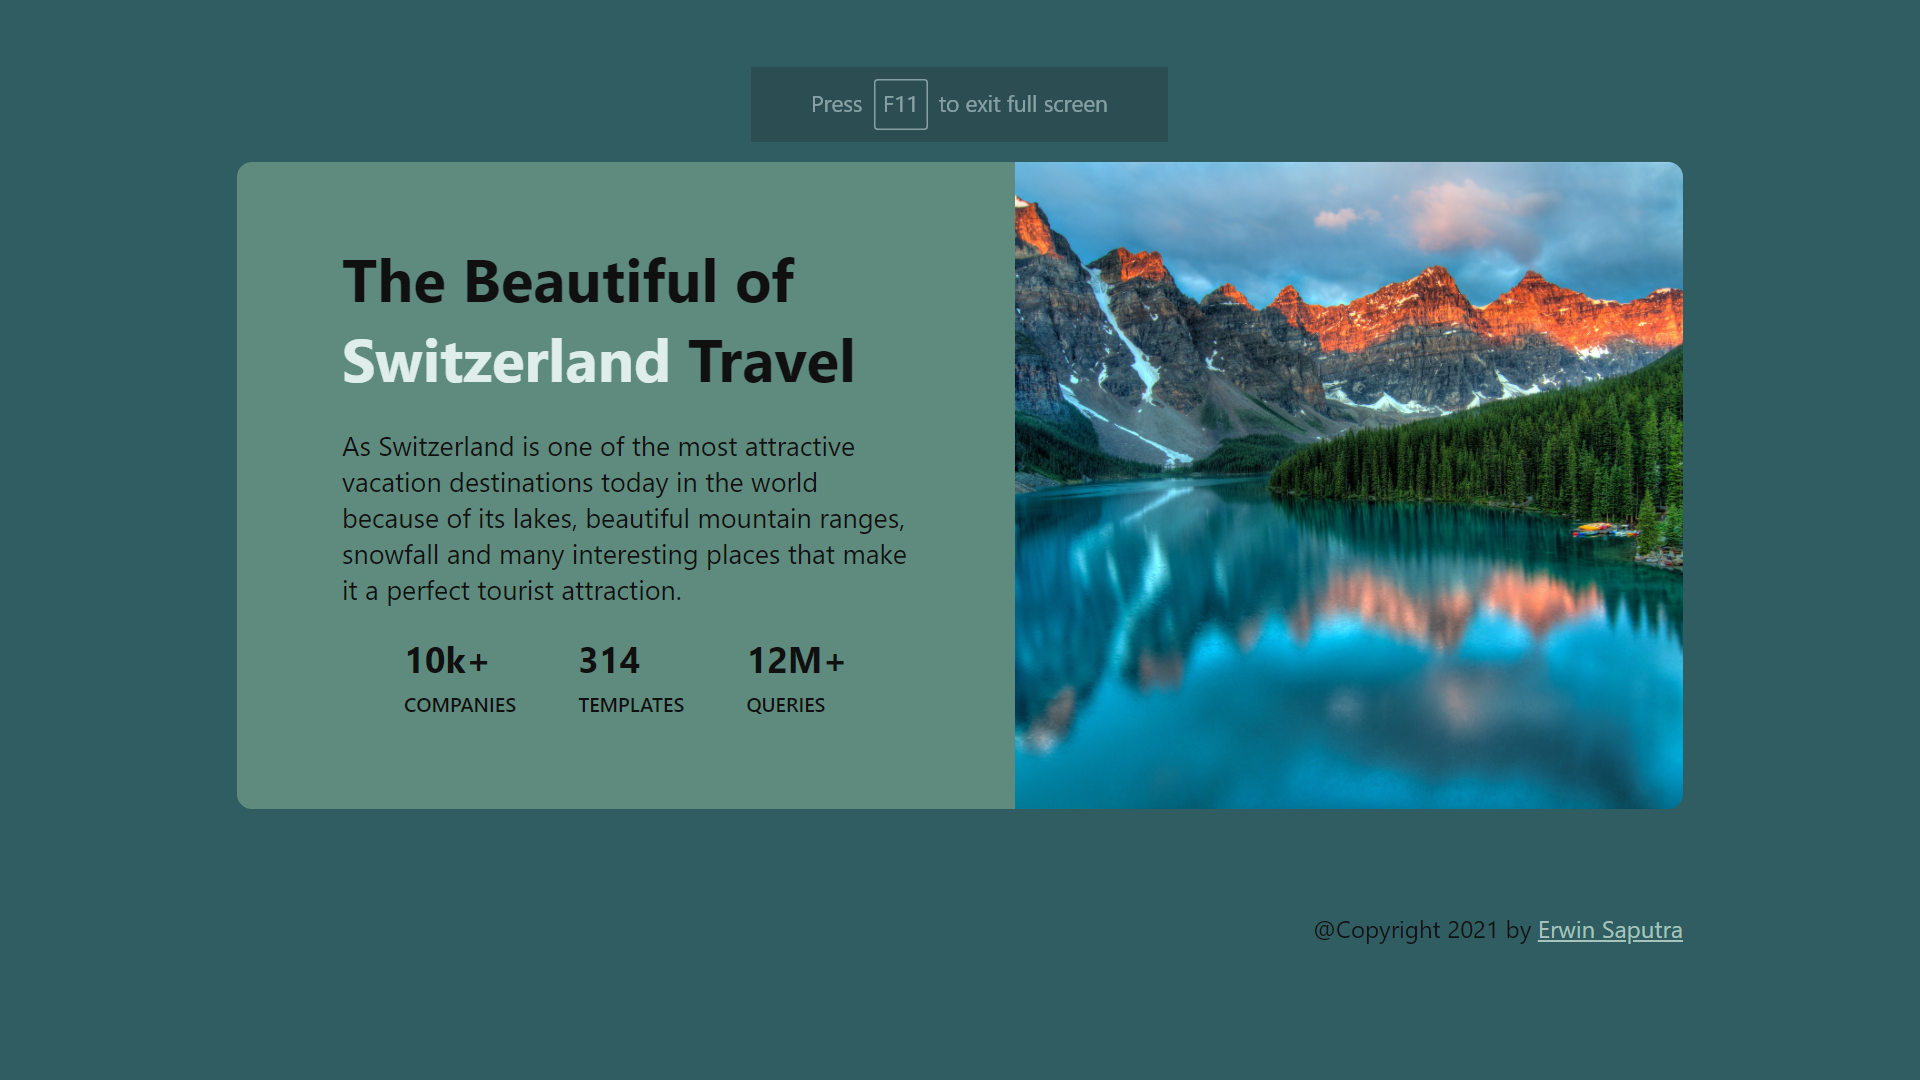 Press F11 to exit full screen
The Beautiful of
Switzerland Travel
As Switzerland is one of the most attractive
vacation destinations today in the world
because of its lakes, beautiful mountain ranges,
snowfall and many interesting places that make
it a perfect tourist attraction.
10k+ 314 12M+
COMPANIES TEMPLATES QUERIES
@Copyright 2021 by Erwin Saputra